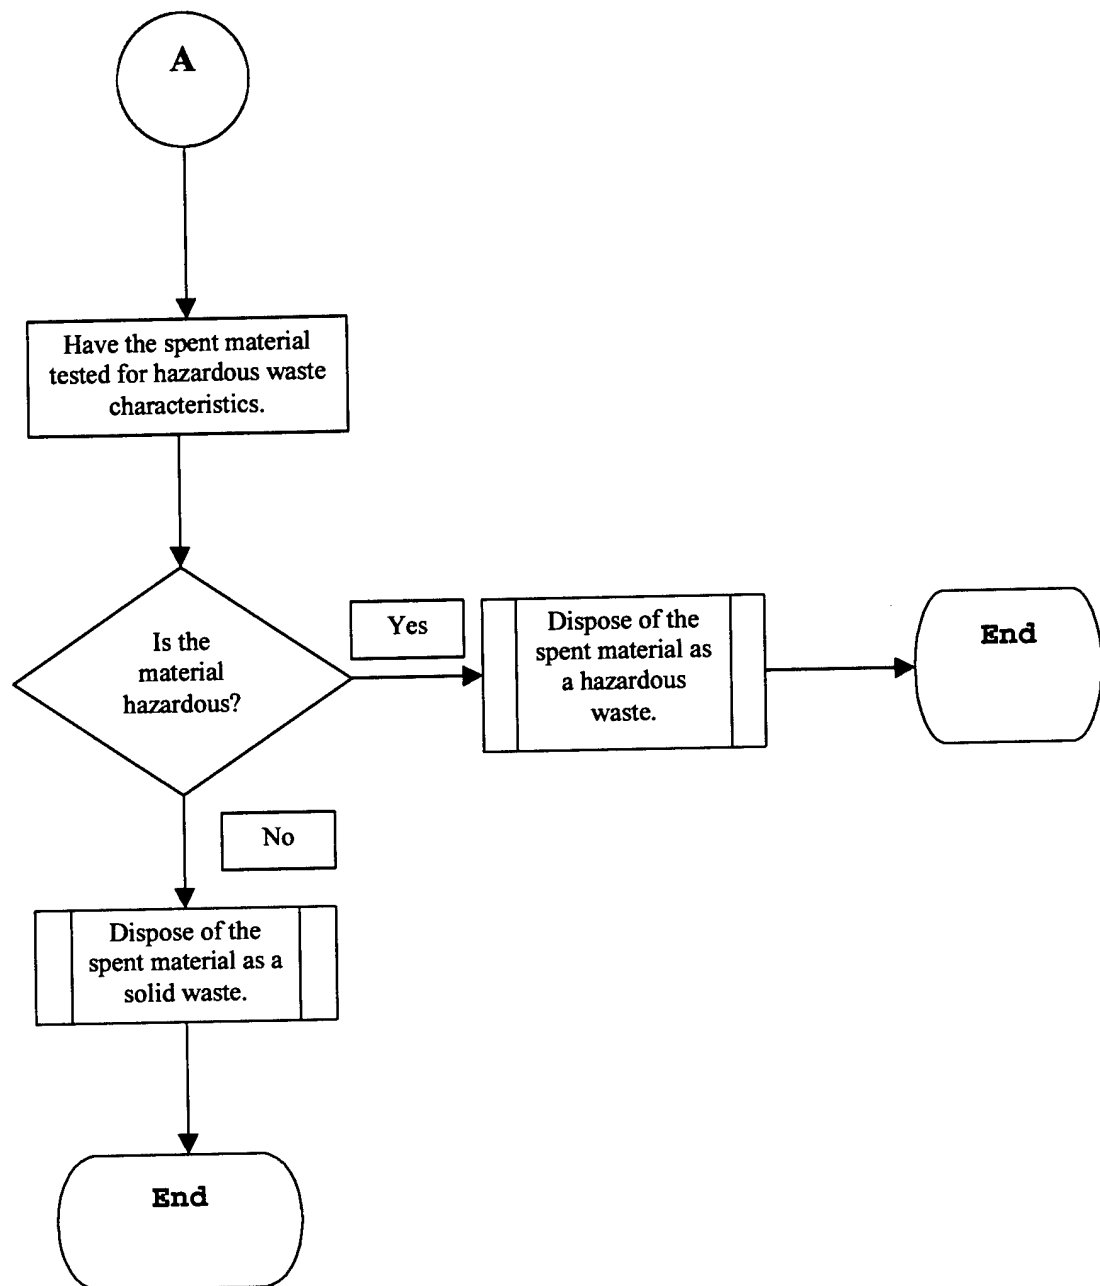 A
Have the spent material
tested for hazardous waste
characteristics.
Is the
material
hazardous?
Yes
Dispose of the
spent material as
a hazardous
waste.
End
No
Dispose of the
spent material as a
solid waste.
End